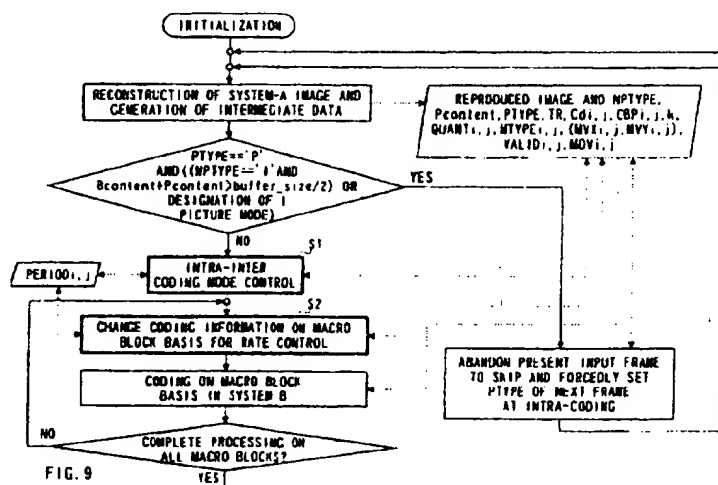 INITIALIZATION
RECONSTRUCTION OF SYSTEM-A IMAGE AND
GENERATION OF INTERMEDIATE DATA
REPRODUCED IMAGE AND NPTYPE,
Pcontent, PTYPE, TR, Cdi, j, CBPi, j, k,
QUANTi, j, MTYPEi, j, (MVXi, j, MVYi, j),
VALIDi, j, MOVi, j
PTYPE=='P'
AND((NPTYPE=='I'AND
Bcontent+Pcontent>buffer_size/2) OR
DESIGNATION OF I
PICTURE MODE)
YES
NO
S1
INTRA-INTER
CODING MODE CONTROL
PERIODi, j
S2
CHANGE CODING INFORMATION ON MACRO
BLOCK BASIS FOR RATE CONTROL
CODING ON MACRO BLOCK
BASIS IN SYSTEM B
ABANDON PRESENT INPUT FRAME
TO SKIP AND FORCEDLY SET
PTYPE OF NEXT FRAME
AT INTRA-CODING
NO
COMPLETE PROCESSING ON
ALL MACRO BLOCKS?
YES
FIG. 9